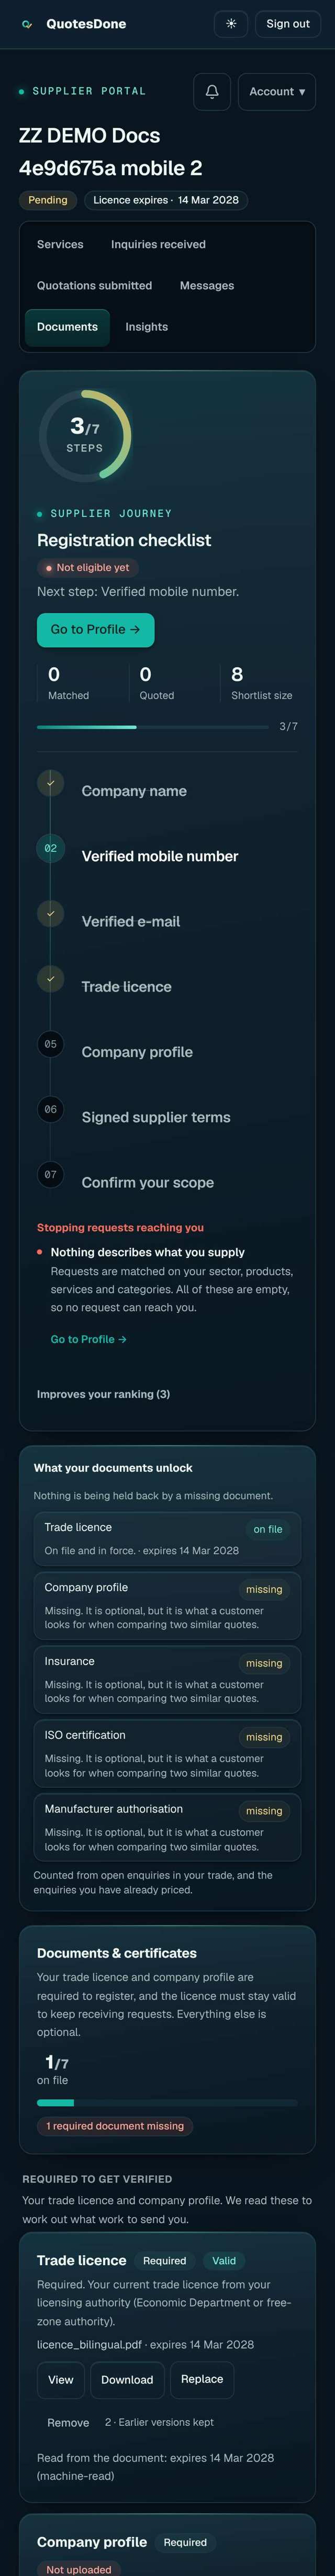 QuotesDone
Sign out
SUPPLIER PORTAL
Account ▾
ZZ DEMO Docs
4e9d675a mobile 2
Pending
Licence expires · 14 Mar 2028
Services
Inquiries received
Quotations submitted
Messages
Documents
Insights
3/7
STEPS
SUPPLIER JOURNEY
Registration checklist
Not eligible yet
Next step: Verified mobile number.
Go to Profile →
0
Matched
0
Quoted
8
Shortlist size
3/7
✓ Company name
02 Verified mobile number
✓ Verified e-mail
✓ Trade licence
05 Company profile
06 Signed supplier terms
07 Confirm your scope
Stopping requests reaching you
Nothing describes what you supply
Requests are matched on your sector, products,
services and categories. All of these are empty,
so no request can reach you.
Go to Profile →
Improves your ranking (3)
What your documents unlock
Nothing is being held back by a missing document.
Trade licence
on file
On file and in force. · expires 14 Mar 2028
Company profile
missing
Missing. It is optional, but it is what a customer
looks for when comparing two similar quotes.
Insurance
missing
Missing. It is optional, but it is what a customer
looks for when comparing two similar quotes.
ISO certification
missing
Missing. It is optional, but it is what a customer
looks for when comparing two similar quotes.
Manufacturer authorisation
missing
Missing. It is optional, but it is what a customer
looks for when comparing two similar quotes.
Counted from open enquiries in your trade, and the
enquiries you have already priced.
Documents & certificates
Your trade licence and company profile are
required to register, and the licence must stay valid
to keep receiving requests. Everything else is
optional.
1/7
on file
1 required document missing
REQUIRED TO GET VERIFIED
Your trade licence and company profile. We read these to
work out what work to send you.
Trade licence
Required
Valid
Required. Your current trade licence from your
licensing authority (Economic Department or free-
zone authority).
licence_bilingual.pdf · expires 14 Mar 2028
View
Download
Replace
Remove
2 · Earlier versions kept
Read from the document: expires 14 Mar 2028
(machine-read)
Company profile
Required
Not uploaded